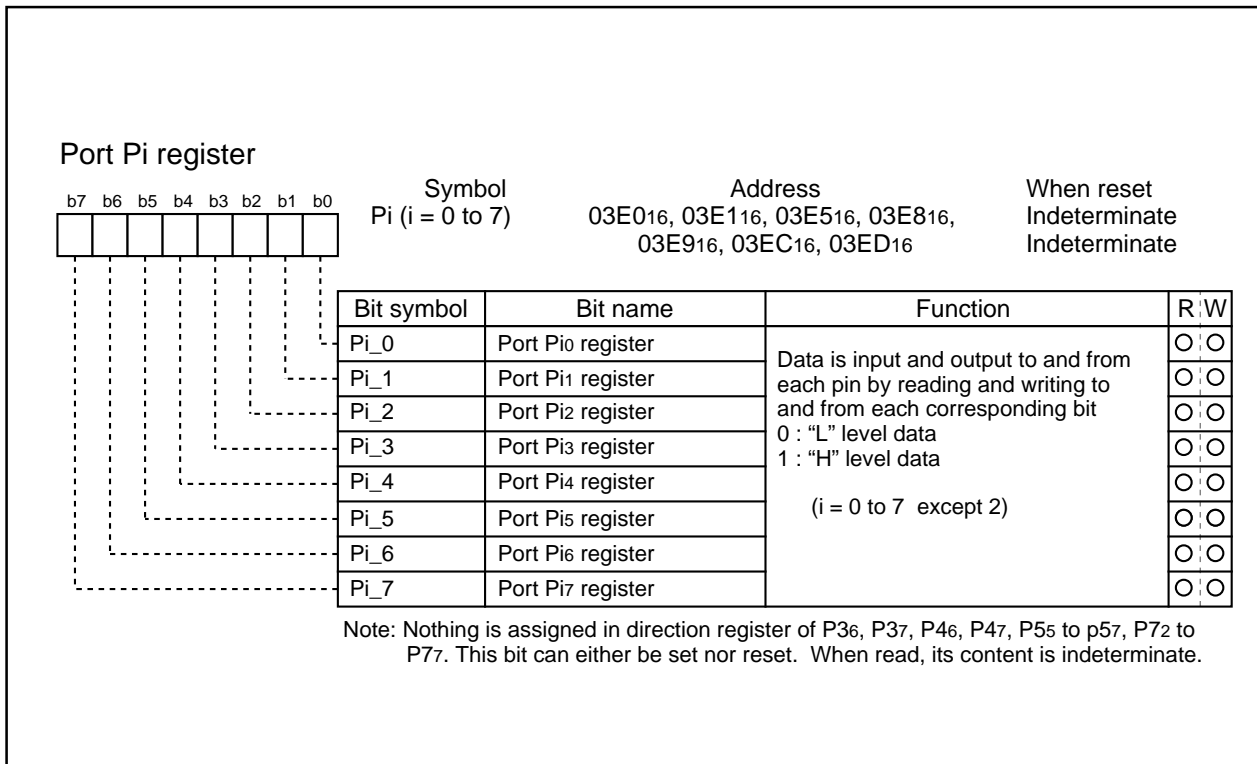 Port Pi register
b7 b6 b5 b4 b3 b2 b1 b0
Symbol Address When reset
Pi (i = 0 to 7) 03E016, 03E116, 03E516, 03E816, Indeterminate
03E916, 03EC16, 03ED16 Indeterminate
Bit symbol Bit name Function R W
Pi_0 Port Pi0 register
Pi_1 Port Pi1 register
Pi_2 Port Pi2 register
Pi_3 Port Pi3 register
Pi_4 Port Pi4 register
Pi_5 Port Pi5 register
Pi_6 Port Pi6 register
Pi_7 Port Pi7 register
Data is input and output to and from
each pin by reading and writing to
and from each corresponding bit
0 : “L” level data
1 : “H” level data
(i = 0 to 7 except 2)
Note: Nothing is assigned in direction register of P36, P37, P46, P47, P55 to p57, P72 to
P77. This bit can either be set nor reset. When read, its content is indeterminate.